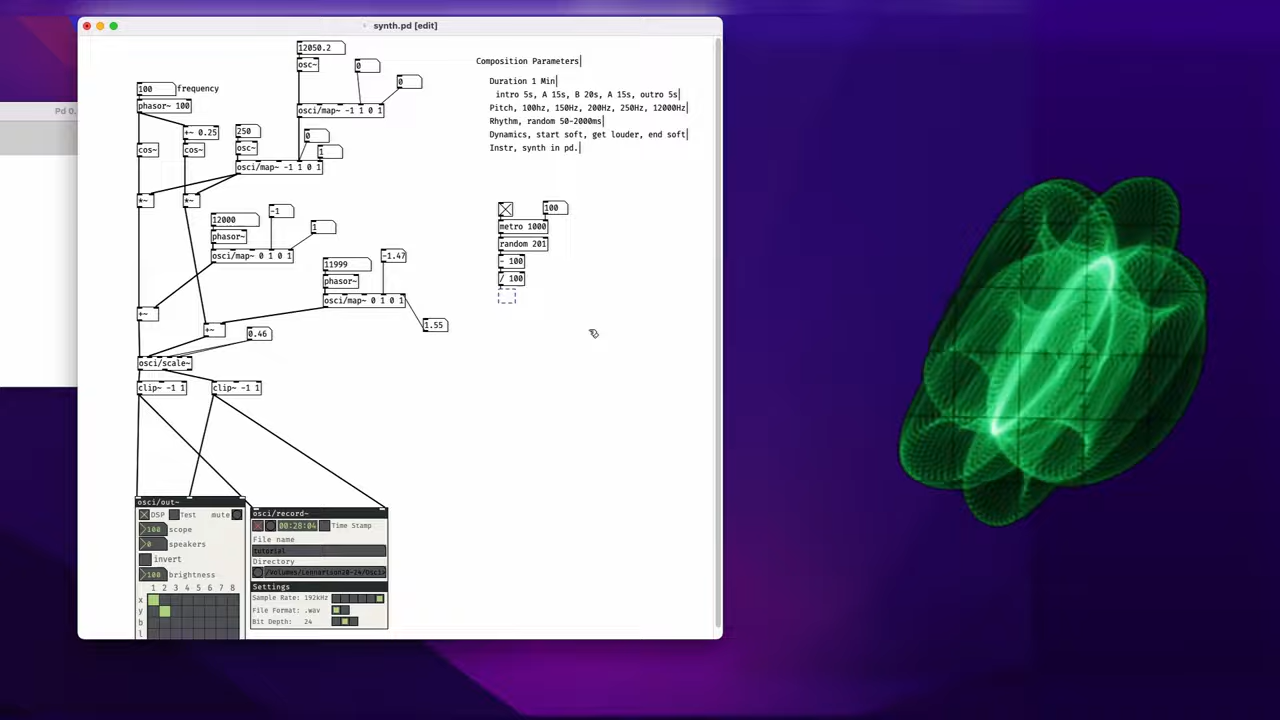 synth.pd [edit]
Pd 0.
12050.2
osc~
0
0
osci/map~ -1 1 0 1
100 frequency
phasor~ 100
+~ 0.25
250
osc~
0
1
cos~
cos~
osci/map~ -1 1 0 1
*~
*~
12000
-1
phasor~
1
osci/map~ 0 1 0 1
11999
-1.47
phasor~
osci/map~ 0 1 0 1
+~
+~
0.46
1.55
osci/scale~
clip~ -1 1
clip~ -1 1
Composition Parameters
Duration 1 Min
intro 5s, A 15s, B 20s, A 15s, outro 5s
Pitch, 100hz, 150Hz, 200Hz, 250Hz, 12000Hz
Rhythm, random 50-2000ms
Dynamics, start soft, get louder, end soft
Instr, synth in pd.
100
metro 1000
random 201
- 100
/ 100
osci/out~
DSP Test mute
100 scope
0 speakers
invert
100 brightness
1 2 3 4 5 6 7 8
x
y
b
l
osci/record~
00:28:04 Time Stamp
File name
tutorial
Directory
Settings
Sample Rate: 192kHz
File Format: .wav
Bit Depth: 24